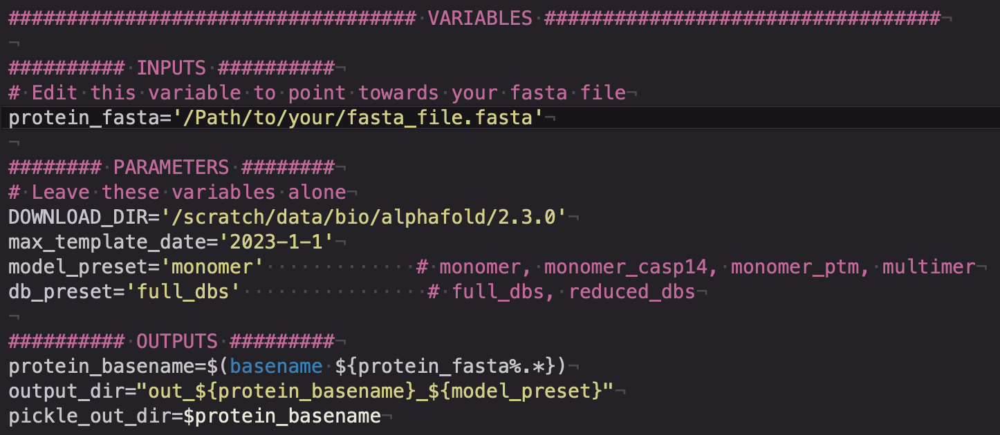 ################################### VARIABLES ##################################
########## INPUTS ##########
# Edit this variable to point towards your fasta file
protein_fasta='/Path/to/your/fasta_file.fasta'
######## PARAMETERS ########
# Leave these variables alone
DOWNLOAD_DIR='/scratch/data/bio/alphafold/2.3.0'
max_template_date='2023-1-1'
model_preset='monomer'             # monomer, monomer_casp14, monomer_ptm, multimer
db_preset='full_dbs'                # full_dbs, reduced_dbs
########## OUTPUTS #########
protein_basename=$(basename ${protein_fasta%.*})
output_dir="out_${protein_basename}_${model_preset}"
pickle_out_dir=$protein_basename